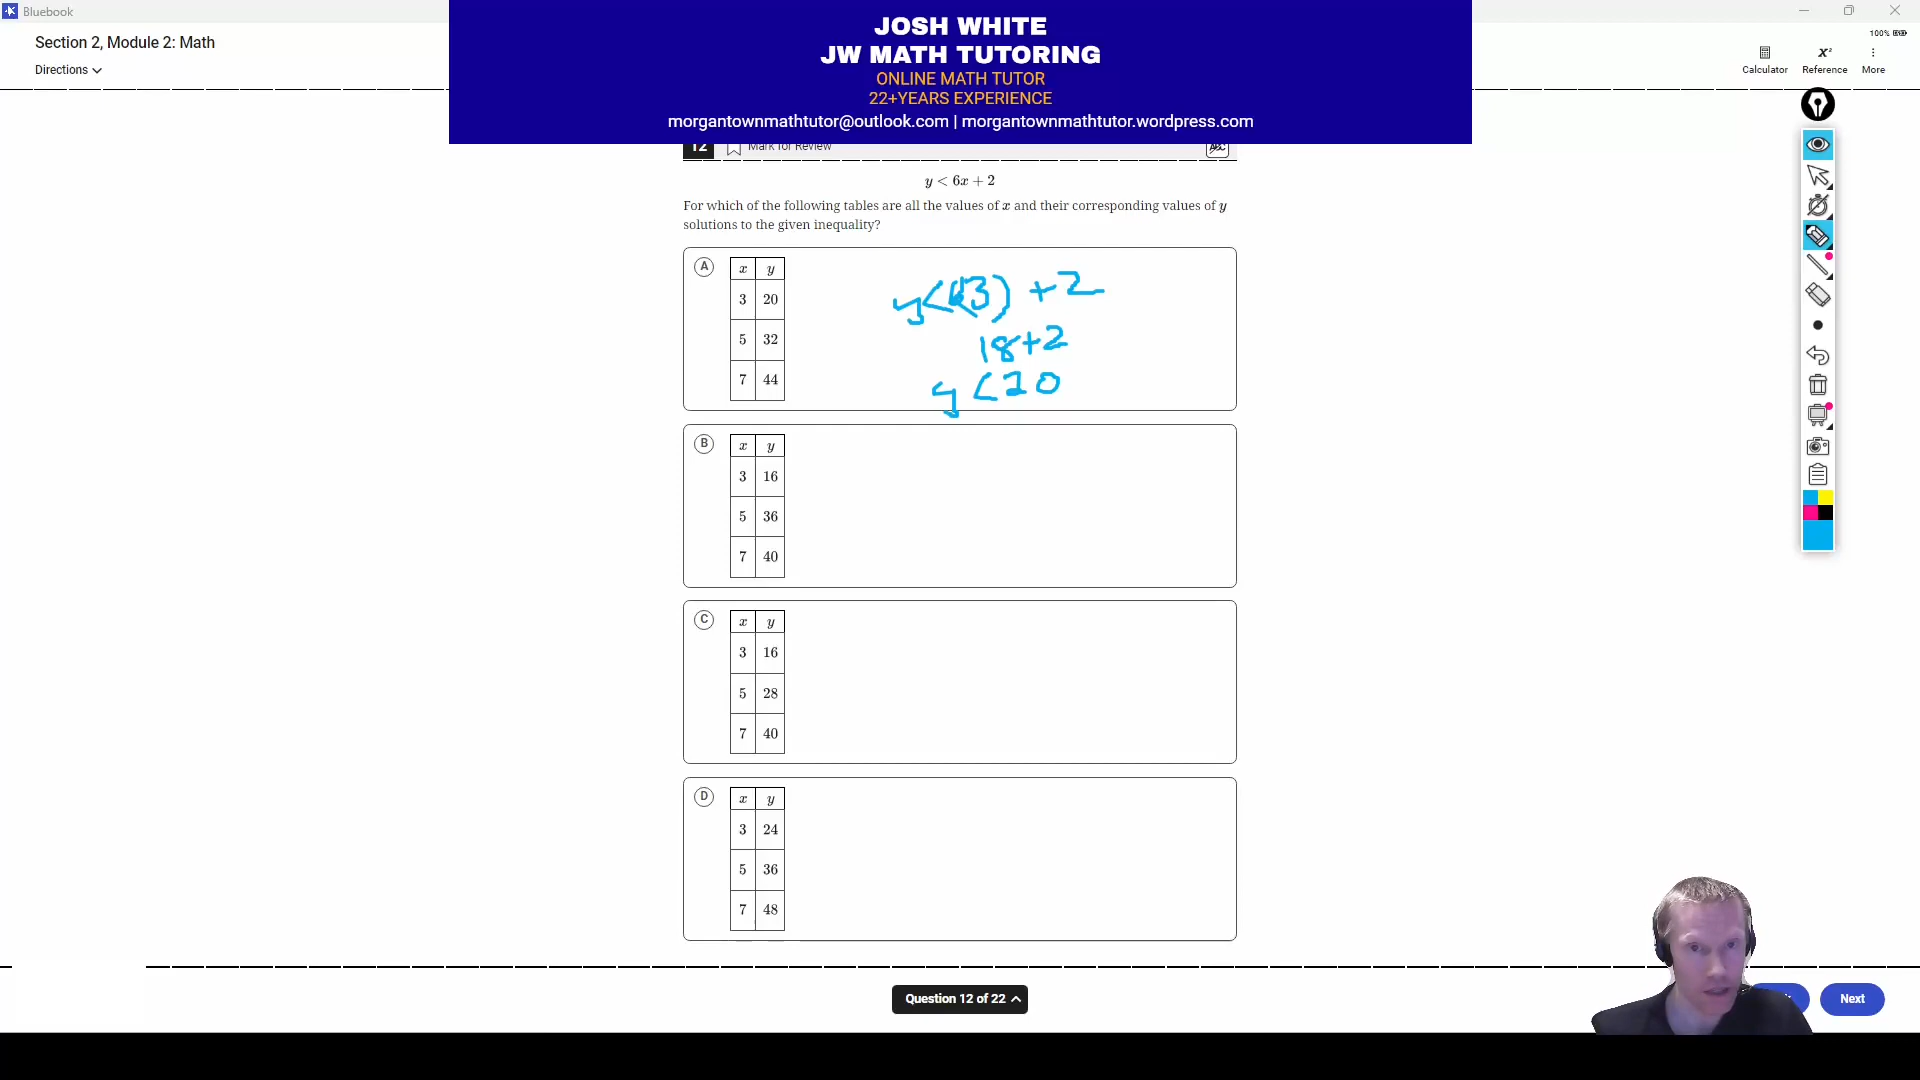 Bluebook
Section 2, Module 2: Math
Directions
JOSH WHITE
JW MATH TUTORING
ONLINE MATH TUTOR
22+YEARS EXPERIENCE
morgantownmathtutor@outlook.com | morgantownmathtutor.wordpress.com
100%
Calculator
x² Reference
More
12 Mark for Review
ABC
y < 6x + 2
For which of the following tables are all the values of x and their corresponding values of y
solutions to the given inequality?
A
x y
3 20
5 32
7 44
y<6(3) +2
18+2
y <20
B
x y
3 16
5 36
7 40
C
x y
3 16
5 28
7 40
D
x y
3 24
5 36
7 48
Question 12 of 22
Next